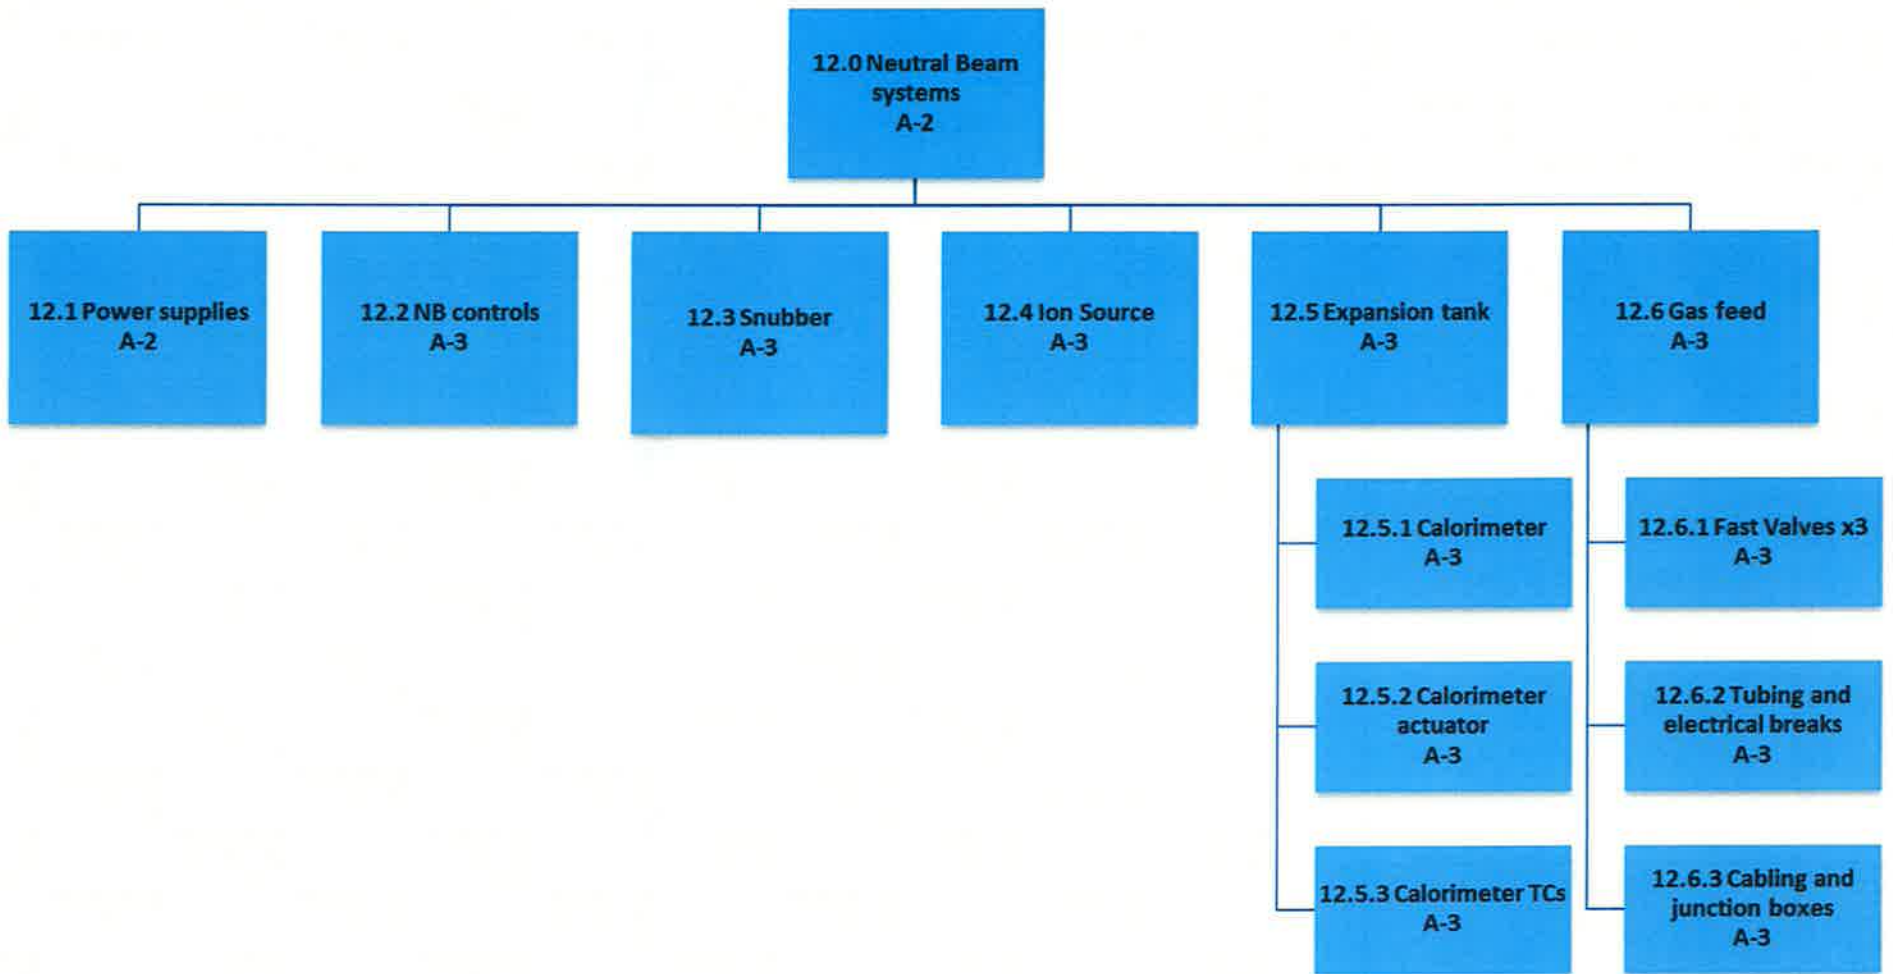 12.0 Neutral Beam
systems
A-2
12.1 Power supplies
A-2
12.2 NB controls
A-3
12.3 Snubber
A-3
12.4 Ion Source
A-3
12.5 Expansion tank
A-3
12.6 Gas feed
A-3
12.5.1 Calorimeter
A-3
12.5.2 Calorimeter
actuator
A-3
12.5.3 Calorimeter TCs
A-3
12.6.1 Fast Valves x3
A-3
12.6.2 Tubing and
electrical breaks
A-3
12.6.3 Cabling and
junction boxes
A-3